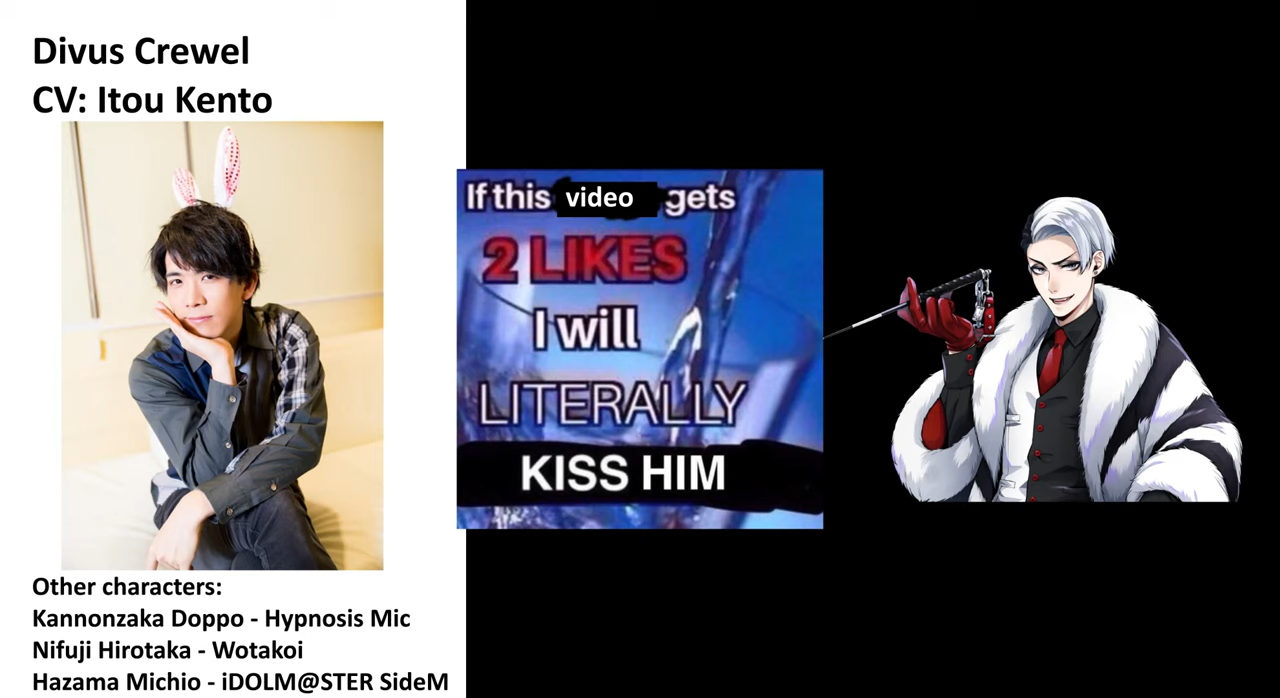 Divus Crewel
CV: Itou Kento
If this video gets
2 LIKES
I will
LITERALLY
KISS HIM
Other characters:
Kannonzaka Doppo - Hypnosis Mic
Nifuji Hirotaka - Wotakoi
Hazama Michio - iDOLM@STER SideM